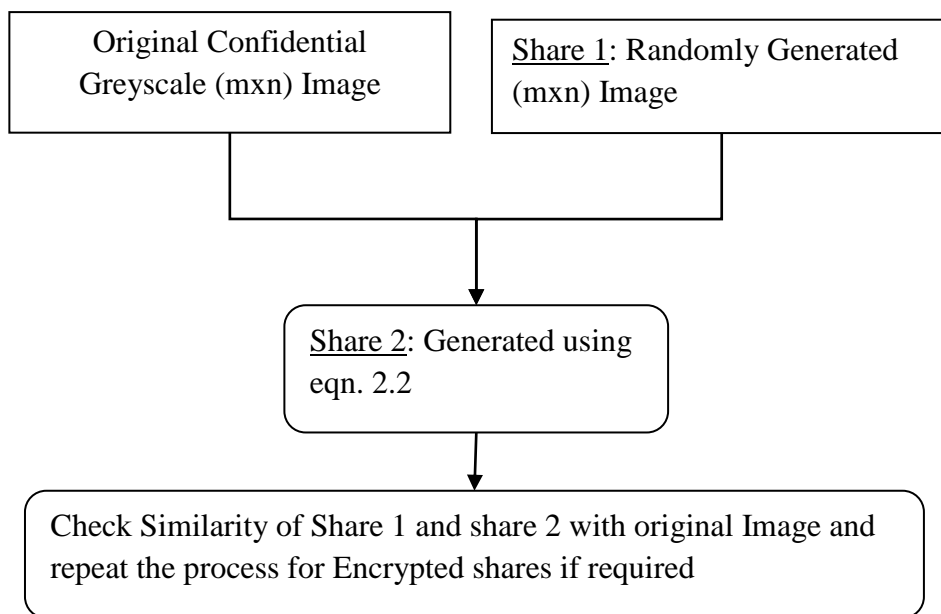 Original Confidential
Greyscale (mxn) Image
Share 1: Randomly Generated
(mxn) Image
Share 2: Generated using
eqn. 2.2
Check Similarity of Share 1 and share 2 with original Image and
repeat the process for Encrypted shares if required